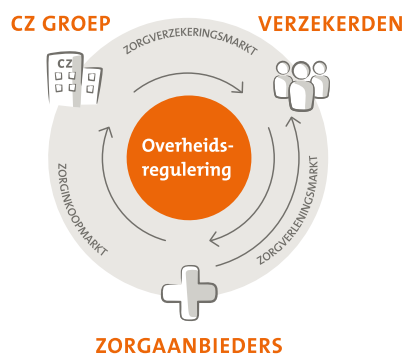 CZ GROEP
VERZEKERDEN
ZORGVERZEKERINGSMARKT
CZ
Overheids-
regulering
ZORGINKOOPMARKT
ZORGVERLENINGSMARKT
ZORGAANBIEDERS